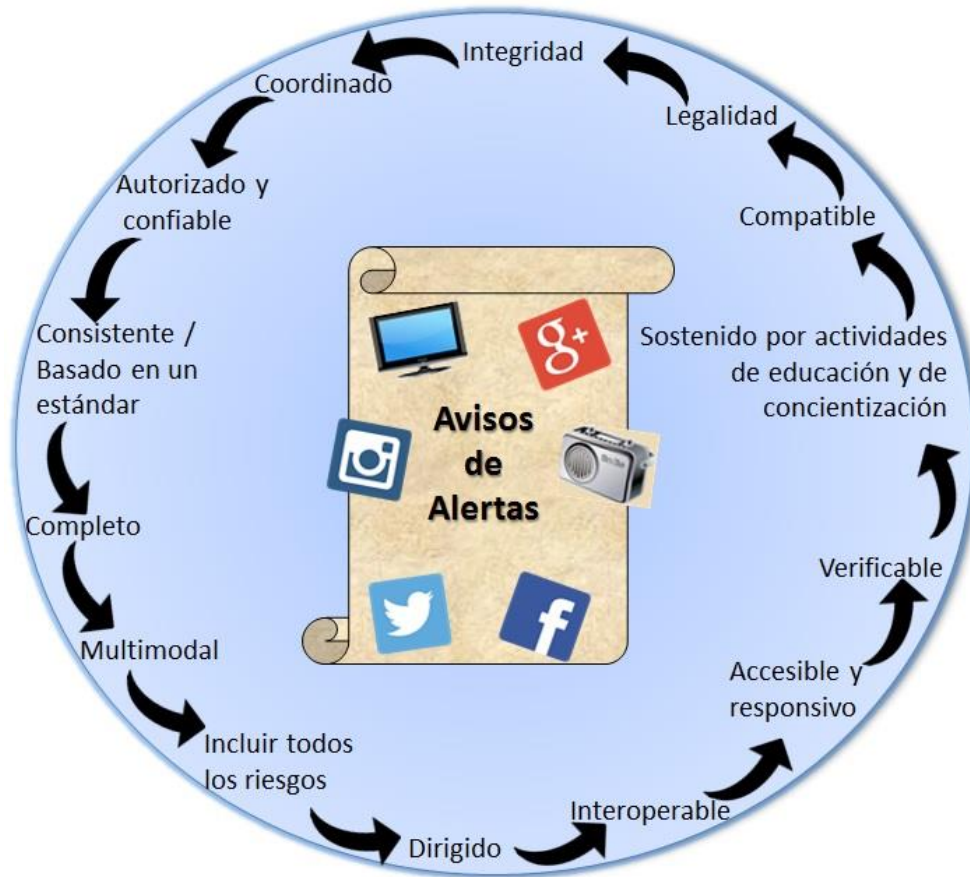 Integridad
Coordinado
Autorizado y
confiable
Consistente /
Basado en un
estándar
Completo
Multimodal
Incluir todos
los riesgos
Dirigido
Interoperable
Accesible y
responsivo
Verificable
Sostenido por actividades
de educación y de
concientización
Compatible
Legalidad
Avisos
de
Alertas
g+
f